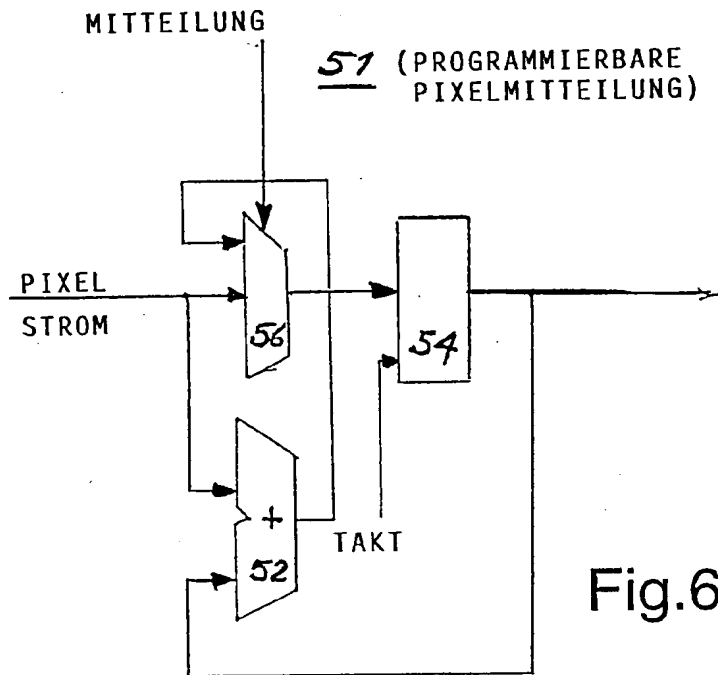 MITTEILUNG
51 (PROGRAMMIERBARE
PIXELMITTEILUNG)
PIXEL
STROM
56
54
+
52
TAKT
Fig.6